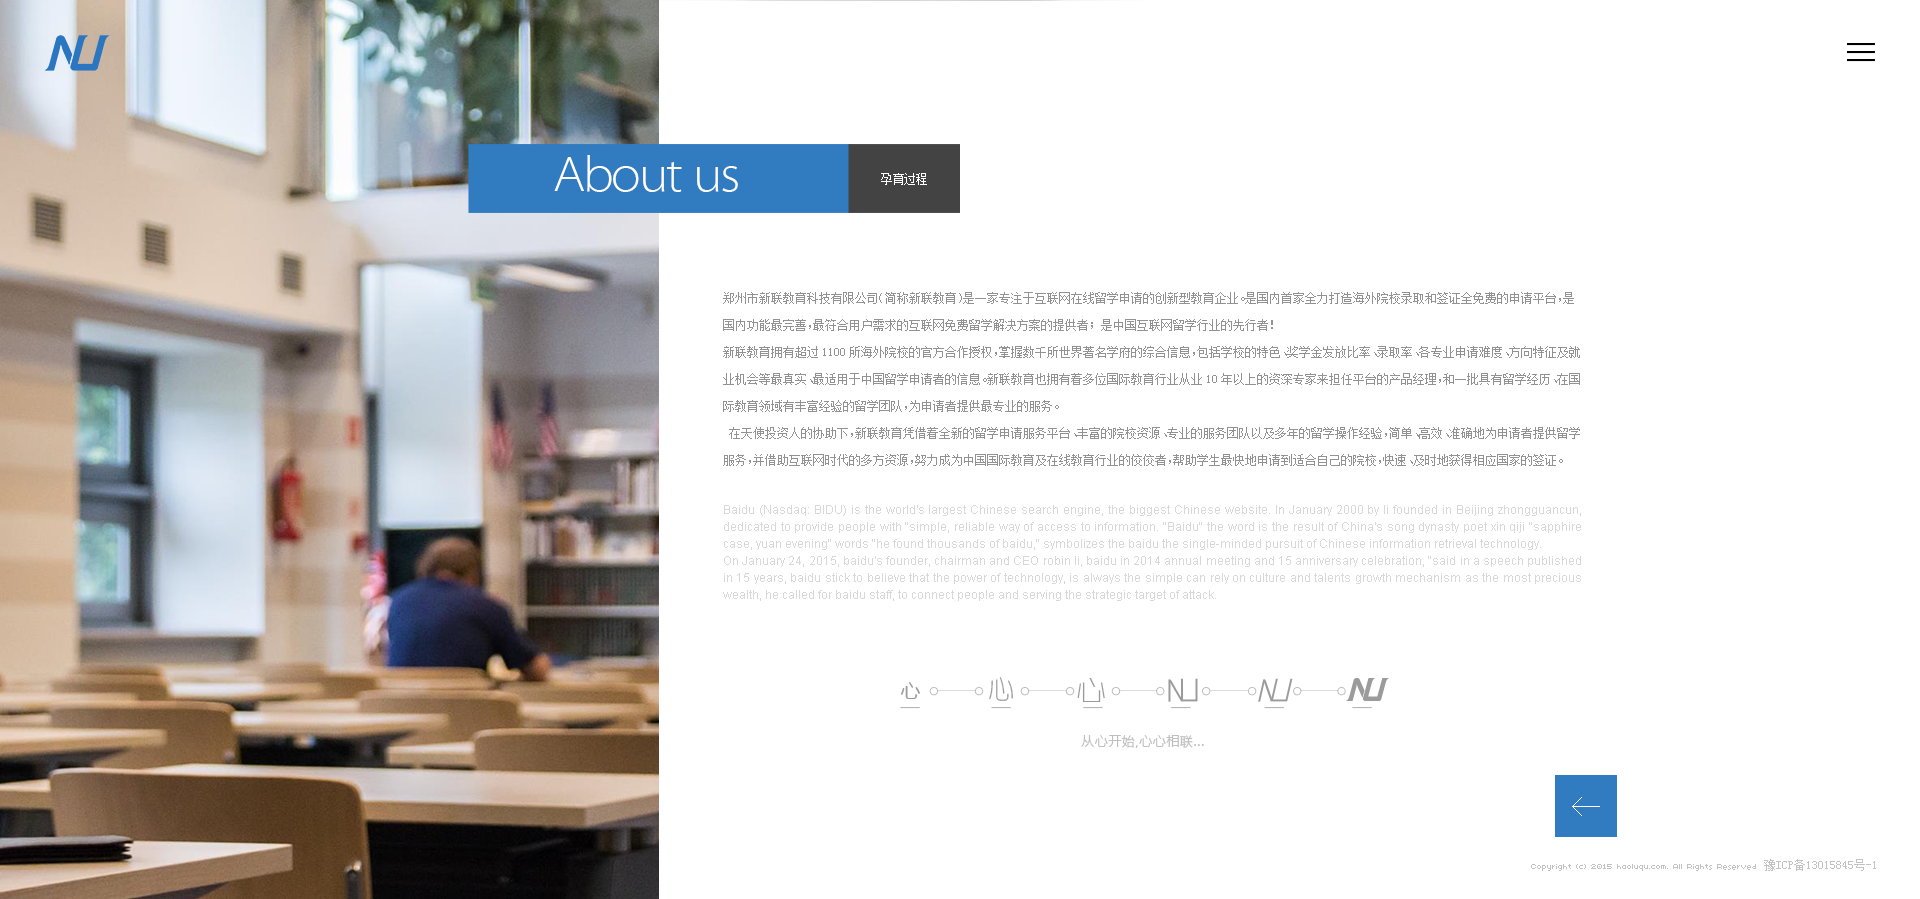 NU
About us
孕育过程
郑州市新联教育科技有限公司(简称新联教育)是一家专注于互联网在线留学申请的创新型教育企业。是国内首家全力打造海外院校录取和签证全免费的申请平台,是
国内功能最完善,最符合用户需求的互联网免费留学解决方案的提供者；是中国互联网留学行业的先行者!
新联教育拥有超过 1100 所海外院校的官方合作授权,掌握数千所世界著名学府的综合信息,包括学校的特色、奖学金发放比率、录取率、各专业申请难度、方向特征及就
业机会等最真实、最适用于中国留学申请者的信息。新联教育也拥有着多位国际教育行业从业 10 年以上的资深专家来担任平台的产品经理,和一批具有留学经历、在国
际教育领域有丰富经验的留学团队,为申请者提供最专业的服务。
在天使投资人的协助下,新联教育凭借着全新的留学申请服务平台、丰富的院校资源、专业的服务团队以及多年的留学操作经验,简单、高效、准确地为申请者提供留学
服务,并借助互联网时代的多方资源,努力成为中国国际教育及在线教育行业的佼佼者,帮助学生最快地申请到适合自己的院校,快速、及时地获得相应国家的签证。
Baidu (Nasdaq: BIDU) is the world's largest Chinese search engine, the biggest Chinese website. In January 2000 by li founded in Beijing zhongguancun,
dedicated to provide people with "simple, reliable way of access to information. "Baidu" the word is the result of China's song dynasty poet xin qiji "sapphire
case, yuan evening" words "he found thousands of baidu," symbolizes the baidu the single-minded pursuit of Chinese information retrieval technology.
On January 24, 2015, baidu's founder, chairman and CEO robin li, baidu in 2014 annual meeting and 15 anniversary celebration, "said in a speech published
in 15 years, baidu stick to believe that the power of technology, is always the simple can rely on culture and talents growth mechanism as the most precious
wealth, he called for baidu staff, to connect people and serving the strategic target of attack.
心 心 心 NU NU NU
从心开始,心心相联...
Copyright (c) 2015 haoluqu.com. All Rights Reserved 豫ICP备13015845号-1